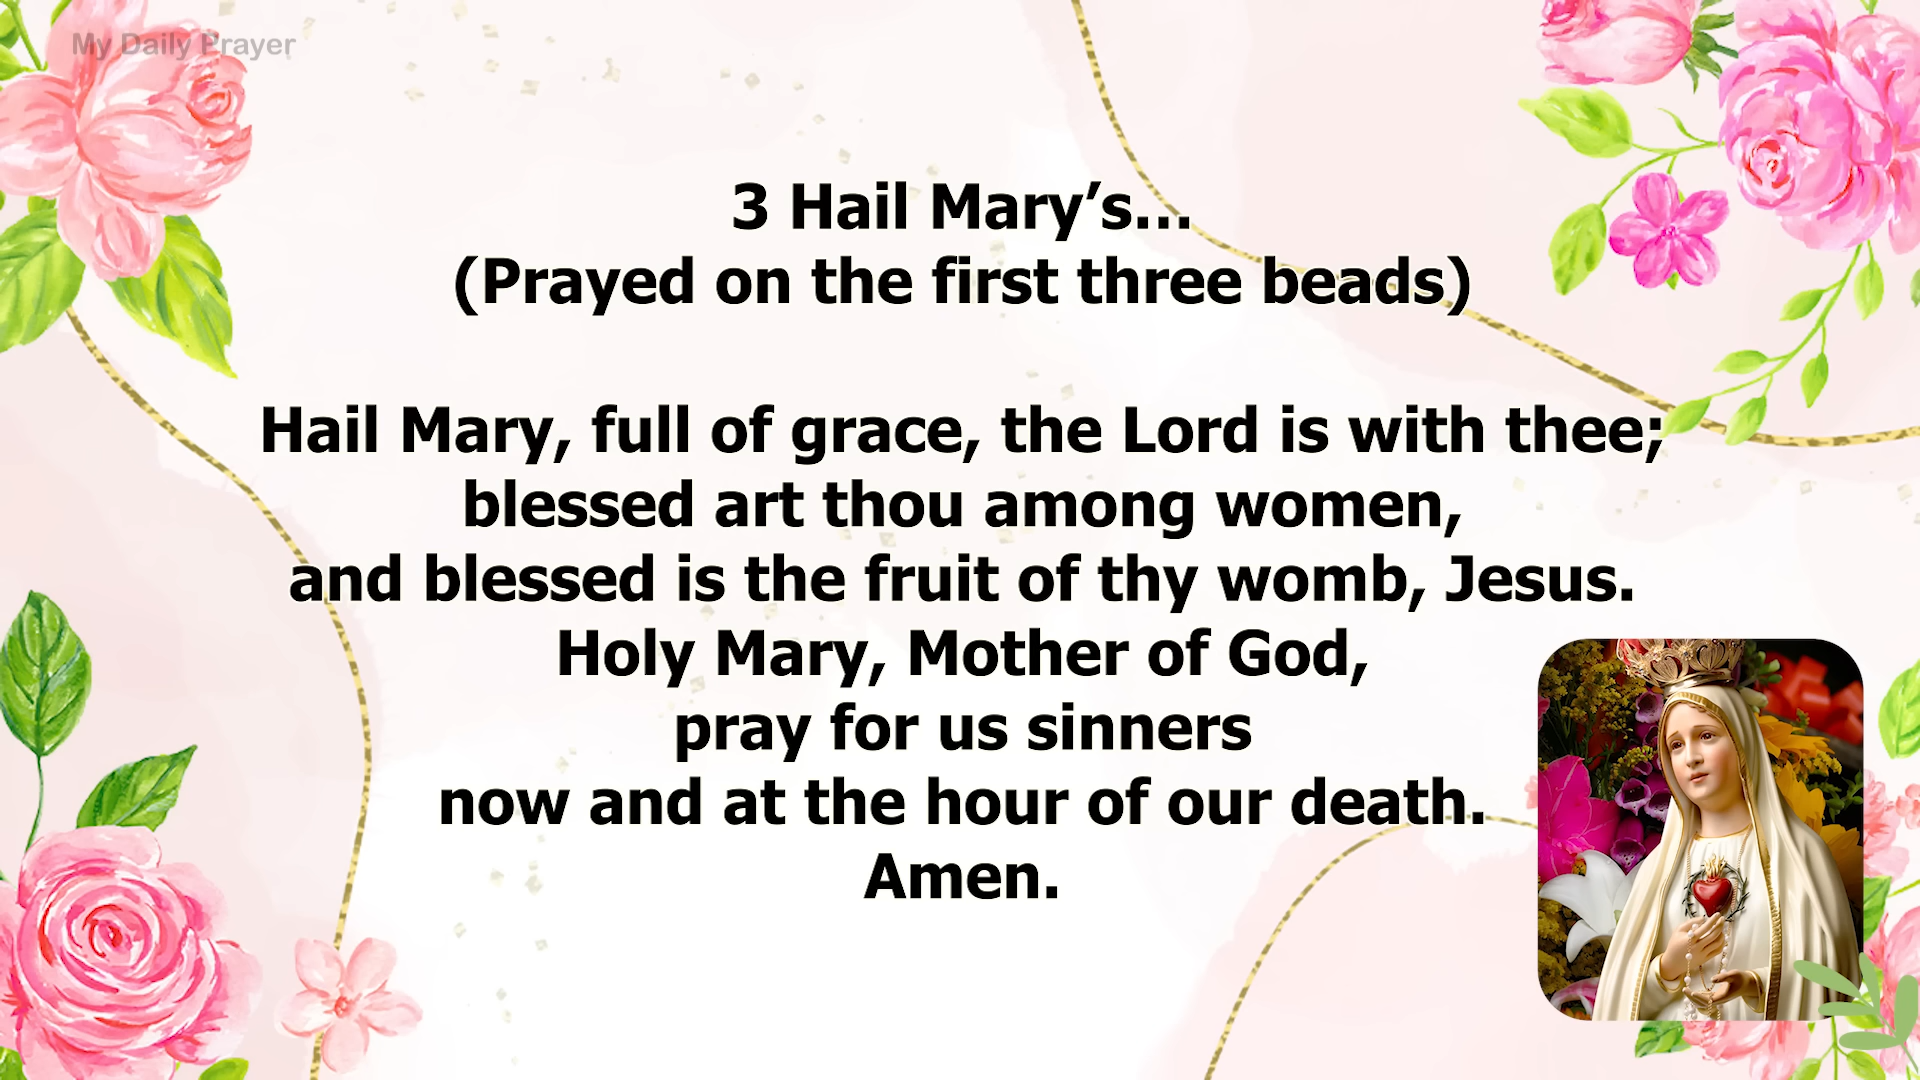 My Daily Prayer
3 Hail Mary’s...
(Prayed on the first three beads)
Hail Mary, full of grace, the Lord is with thee;
blessed art thou among women,
and blessed is the fruit of thy womb, Jesus.
Holy Mary, Mother of God,
pray for us sinners
now and at the hour of our death.
Amen.